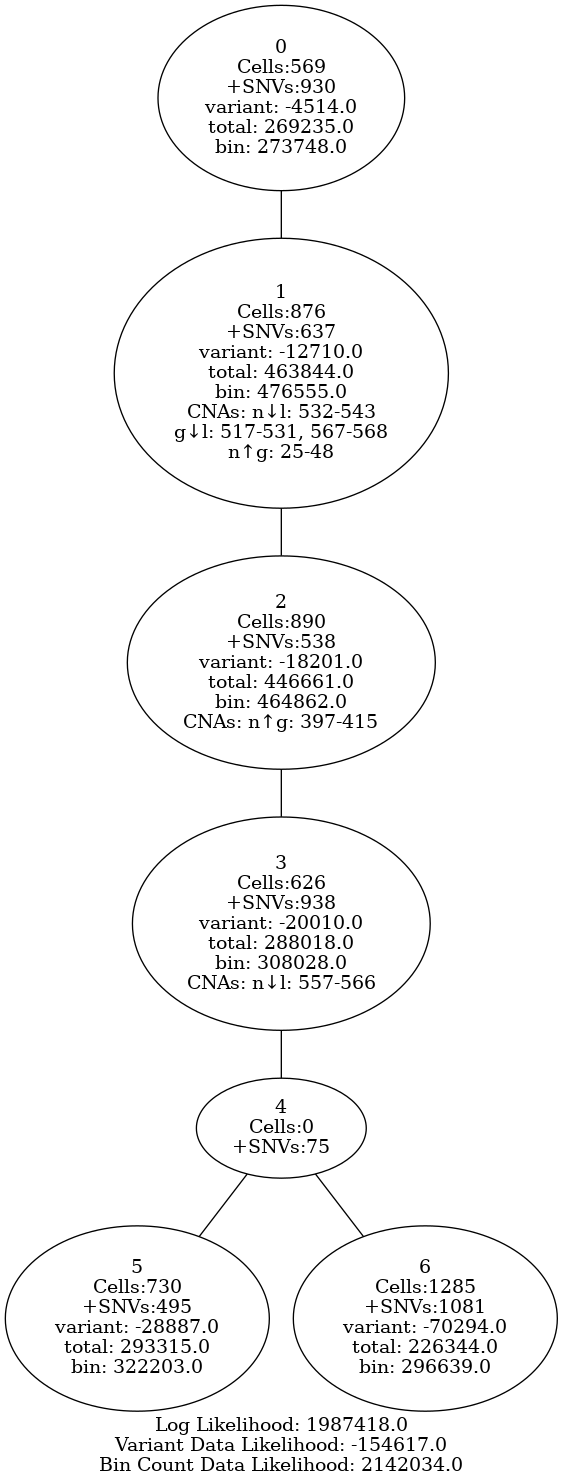 0
Cells:569
+SNVs:930
variant: -4514.0
total: 269235.0
bin: 273748.0
1
Cells:876
+SNVs:637
variant: -12710.0
total: 463844.0
bin: 476555.0
CNAs: n↓l: 532-543
g↓l: 517-531, 567-568
n↑g: 25-48
2
Cells:890
+SNVs:538
variant: -18201.0
total: 446661.0
bin: 464862.0
CNAs: n↑g: 397-415
3
Cells:626
+SNVs:938
variant: -20010.0
total: 288018.0
bin: 308028.0
CNAs: n↓l: 557-566
4
Cells:0
+SNVs:75
5
Cells:730
+SNVs:495
variant: -28887.0
total: 293315.0
bin: 322203.0
6
Cells:1285
+SNVs:1081
variant: -70294.0
total: 226344.0
bin: 296639.0
Log Likelihood: 1987418.0
Variant Data Likelihood: -154617.0
Bin Count Data Likelihood: 2142034.0